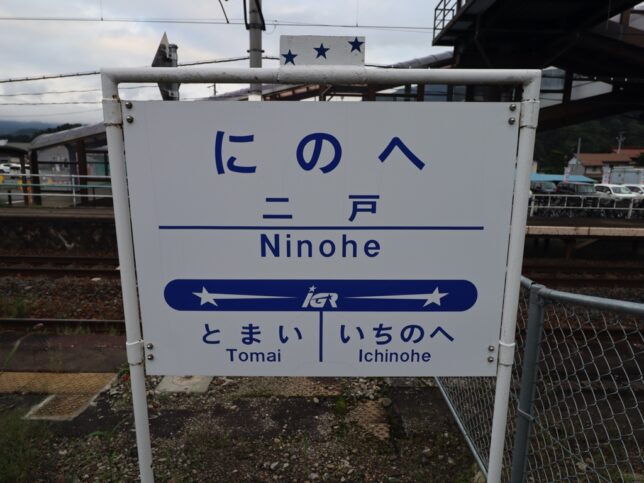 にのへ
二戸
Ninohe
IGR
とまい いちのへ
Tomai Ichinohe